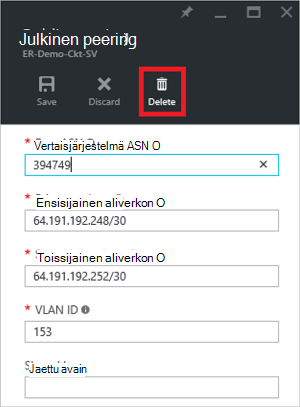 Julkinen peering
ER-Demo-Ckt-SV
Save Discard Delete
* Vertaisjärjestelmä ASN O
394749
* Ensisijainen aliverkon O
64.191.192.248/30
* Toissijainen aliverkon O
64.191.192.252/30
* VLAN ID
153
Jaettu avain